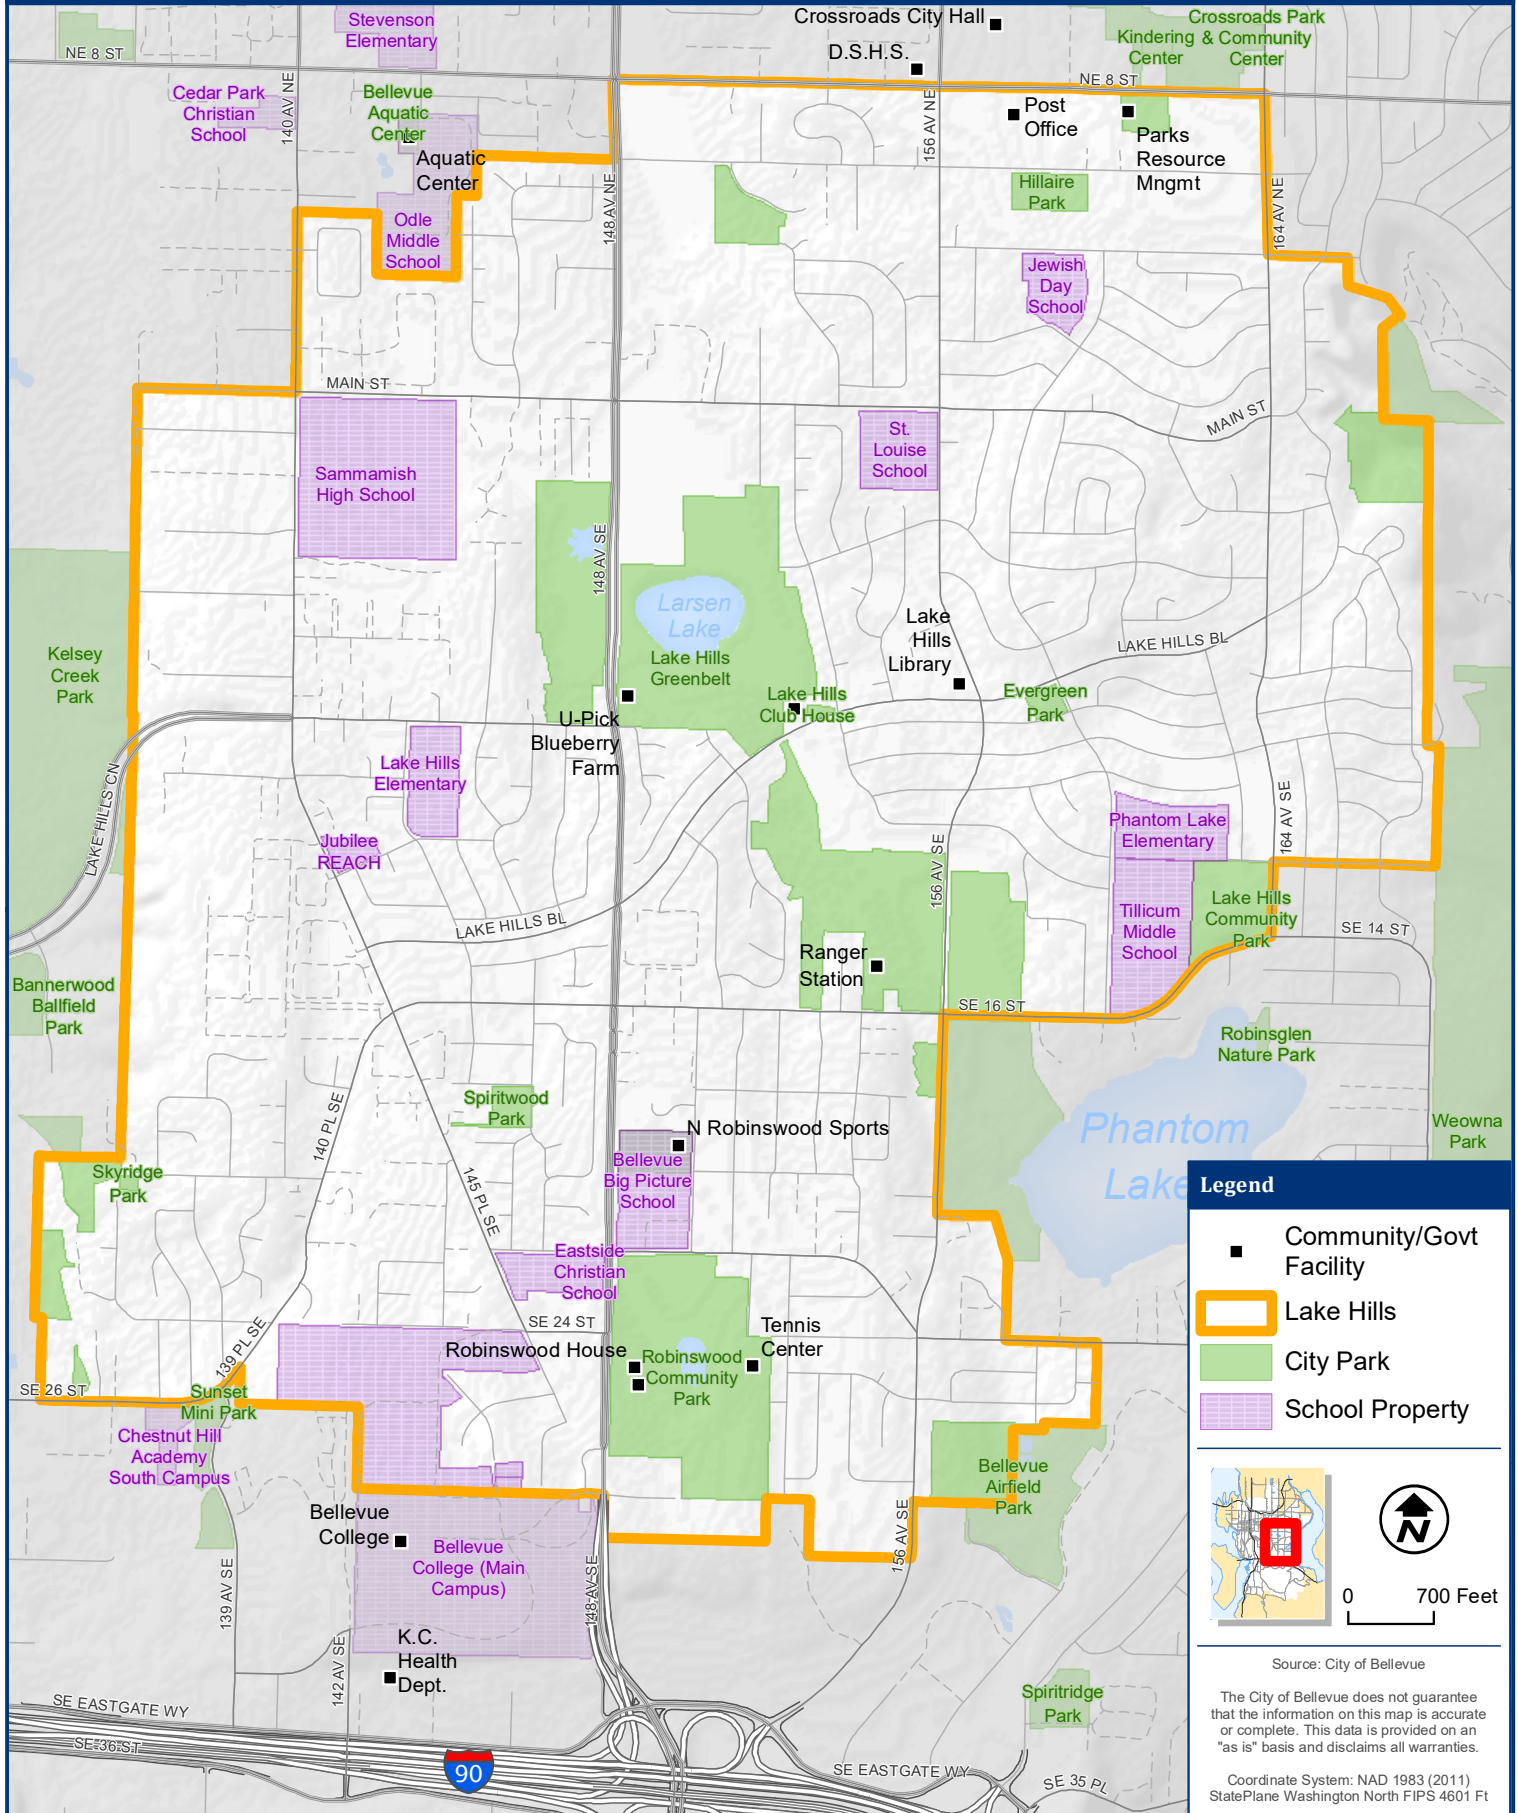 Stevenson
Elementary
Crossroads City Hall
Crossroads Park
& Community
Center
Kindering
Center
NE 8 ST
D.S.H.S.
NE 8 ST
Cedar Park
Christian
School
140 AV NE
Bellevue
Aquatic
Center
Aquatic
Center
156 AV NE
Post
Office
Parks
Resource
Mngmt
Hillaire
Park
148 AV NE
164 AV NE
Odle
Middle
School
Jewish
Day
School
MAIN ST
MAIN ST
St.
Louise
School
Sammamish
High School
148 AV SE
Larsen
Lake
Lake Hills
Greenbelt
Lake
Hills
Library
LAKE HILLS BL
Kelsey
Creek
Park
Lake Hills
Club House
Evergreen
Park
U-Pick
Blueberry
Farm
LAKE HILLS CN
Lake Hills
Elementary
Jubilee
REACH
Phantom Lake
Elementary
164 AV SE
156 AV SE
LAKE HILLS BL
Tillicum
Middle
School
Lake Hills
Community
Park
SE 14 ST
Ranger
Station
Bannerwood
Ballfield
Park
SE 16 ST
Robinsglen
Nature Park
Spiritwood
Park
140 PL SE
N Robinswood Sports
Phantom
Lake
Weowna
Park
Skyridge
Park
145 PL SE
Bellevue
Big Picture
School
Eastside
Christian
School
SE 24 ST
139 PL SE
Robinswood House
Tennis
Center
Robinswood
Community
Park
SE 26 ST
Sunset
Mini Park
Chestnut Hill
Academy
South Campus
Bellevue
Airfield
Park
Bellevue
College
Bellevue
College (Main
Campus)
156 AV SE
139 AV SE
148 AV SE
142 AV SE
K.C.
Health
Dept.
Spiritridge
Park
SE EASTGATE WY
SE 36 ST
90
SE EASTGATE WY
SE 35 PL
Legend
Community/Govt
Facility
Lake Hills
City Park
School Property
N
0 700 Feet
Source: City of Bellevue
The City of Bellevue does not guarantee
that the information on this map is accurate
or complete. This data is provided on an
"as is" basis and disclaims all warranties.
Coordinate System: NAD 1983 (2011)
StatePlane Washington North FIPS 4601 Ft